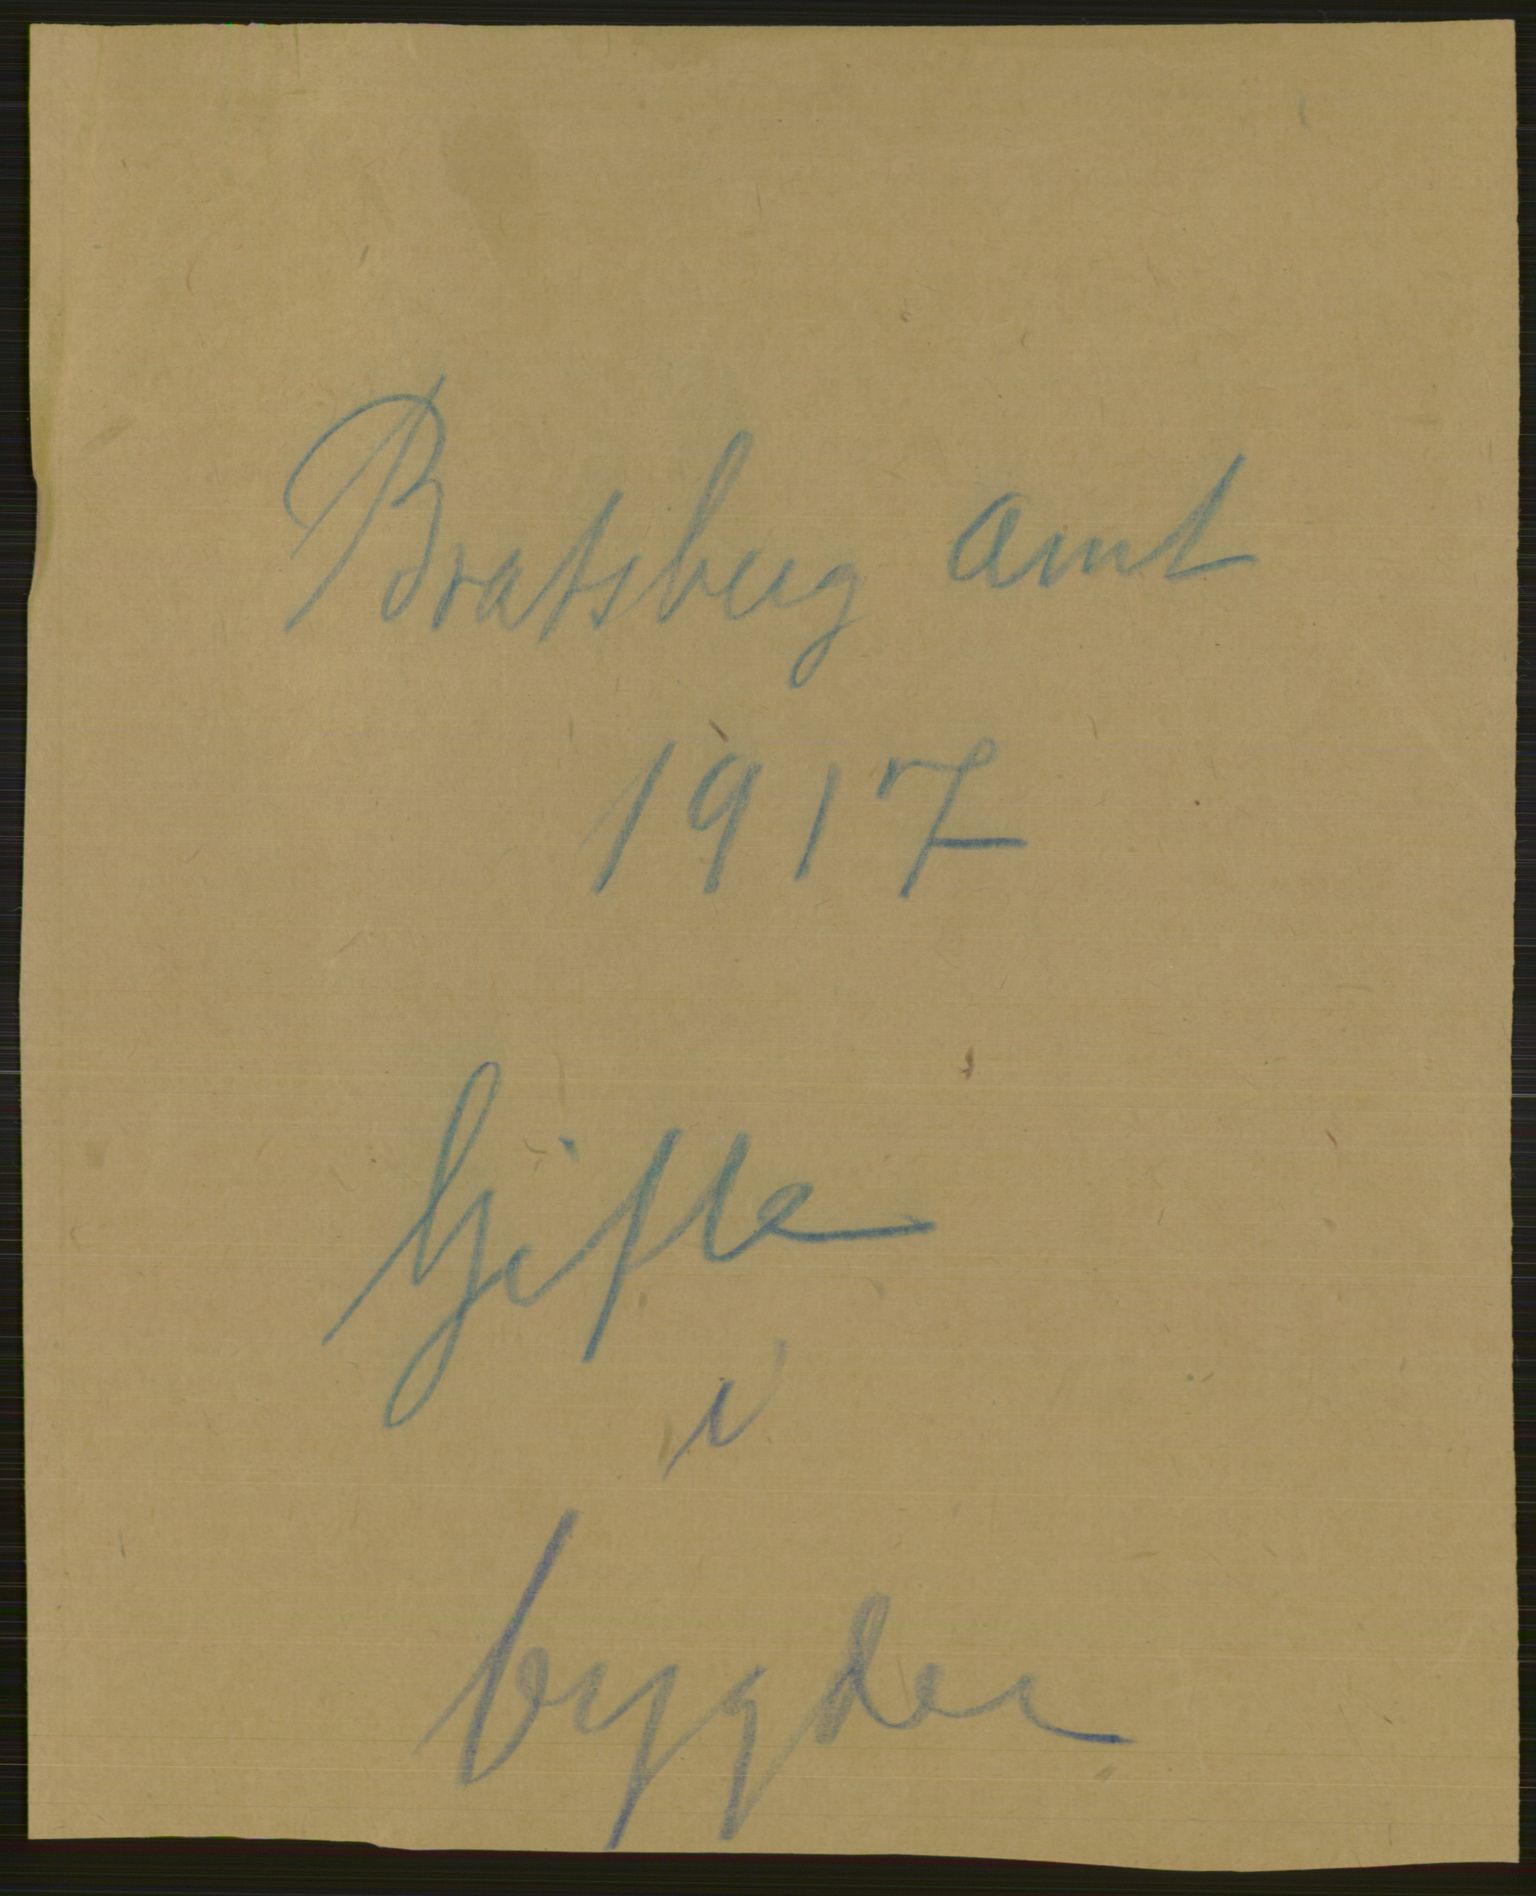 Bratsberg amt
1917
Gifte
i
bygder